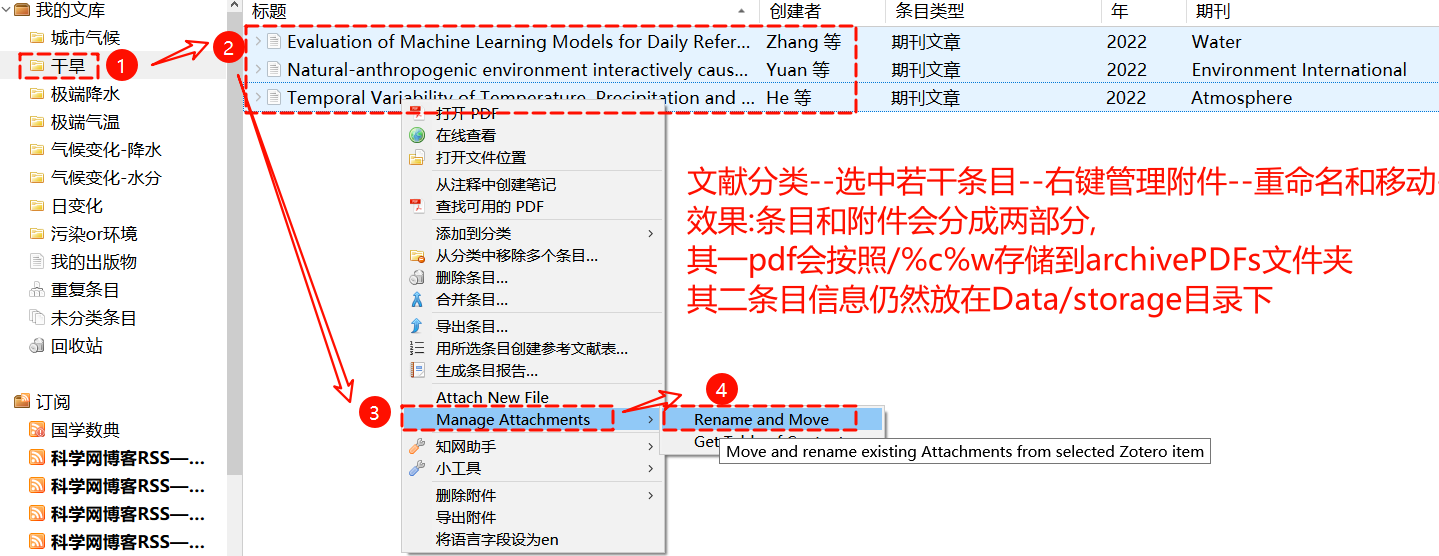 我的文库
城市气候
干旱
极端降水
极端气温
气候变化-降水
气候变化-水分
日变化
污染or环境
我的出版物
重复条目
未分类条目
回收站
订阅
国学数典
科学网博客RSS—...
科学网博客RSS—...
科学网博客RSS—...
科学网博客RSS—...
1
2
标题 创建者 条目类型 年 期刊
Evaluation of Machine Learning Models for Daily Refer... Zhang 等 期刊文章 2022 Water
Natural-anthropogenic environment interactively caus... Yuan 等 期刊文章 2022 Environment International
Temporal Variability of Temperature, Precipitation and ... He 等 期刊文章 2022 Atmosphere
打开 PDF
在线查看
打开文件位置
从注释中创建笔记
查找可用的 PDF
添加到分类
从分类中移除多个条目...
删除条目...
合并条目...
导出条目...
用所选条目创建参考文献表...
生成条目报告...
Attach New File
3
Manage Attachments
知网助手
小工具
删除附件
导出附件
将语言字段设为en
4
Rename and Move
Get Table of
Move and rename existing Attachments from selected Zotero item
文献分类--选中若干条目--右键管理附件--重命名和移动
效果:条目和附件会分成两部分,
其一pdf会按照/%c%w存储到archivePDFs文件夹
其二条目信息仍然放在Data/storage目录下